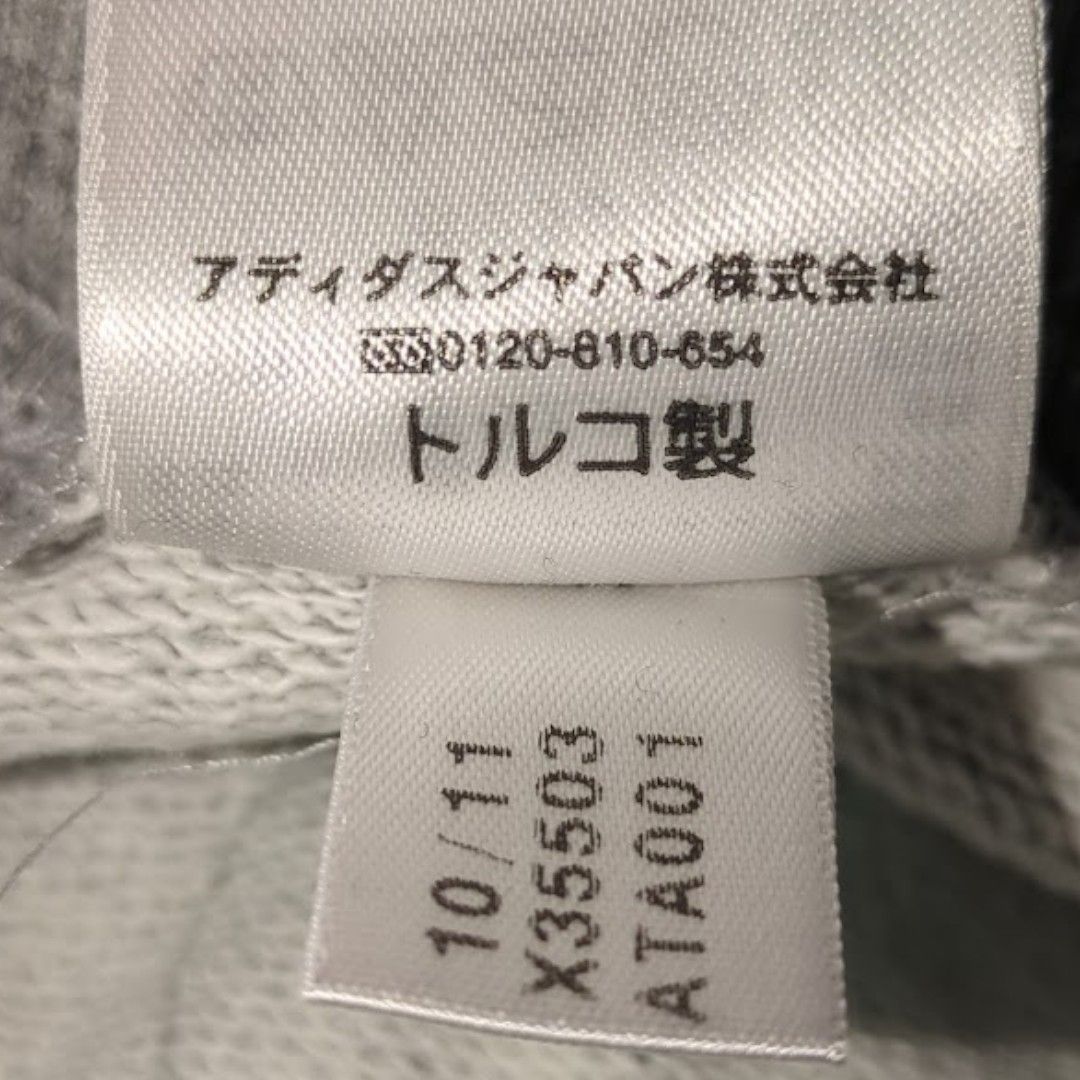 アディダスジャパン株式会社
0120-810-654
トルコ製
10/11
X35503
ATA001